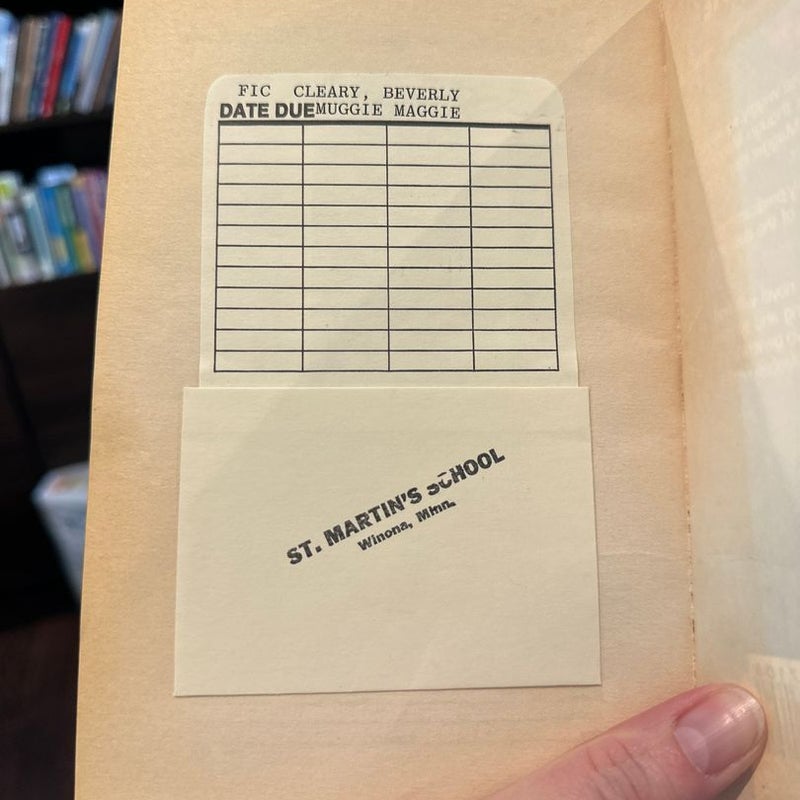 FIC CLEARY, BEVERLY
DATE DUE MUGGIE MAGGIE
ST. MARTIN'S SCHOOL
Winona, Minn.